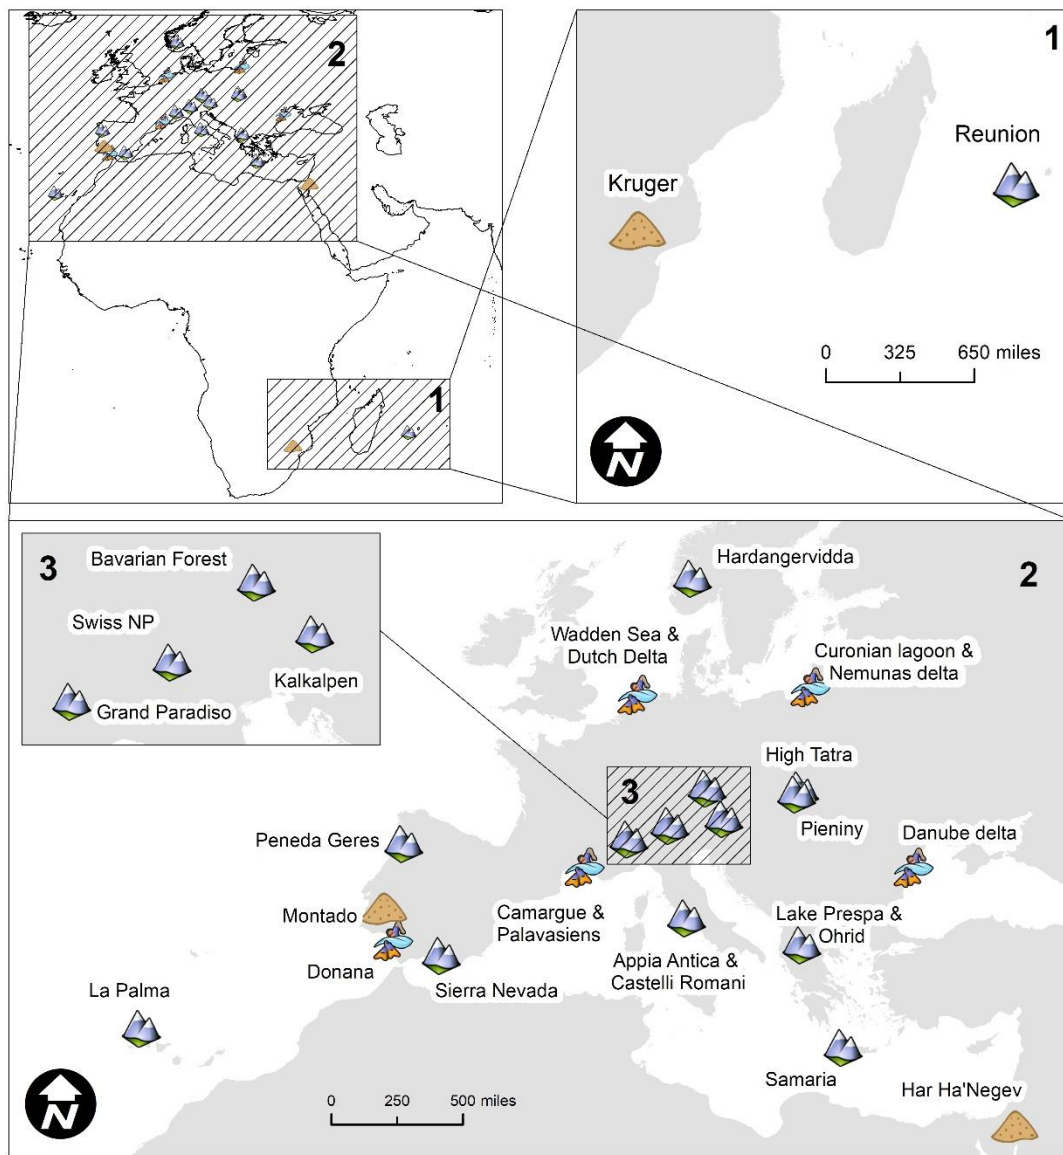 2
1
1
Reunion
Kruger
0 325 650 miles
N
3
Bavarian Forest
Swiss NP
Kalkalpen
Grand Paradiso
2
Hardangervidda
Wadden Sea &
Dutch Delta
Curonian lagoon &
Nemunas delta
High Tatra
3
Pieniny
Danube delta
Peneda Geres
Montado
Camargue &
Palavasiens
Lake Prespa &
Ohrid
Donana
Sierra Nevada
Appia Antica &
Castelli Romani
La Palma
Samaria
Har Ha'Negev
N
0 250 500 miles